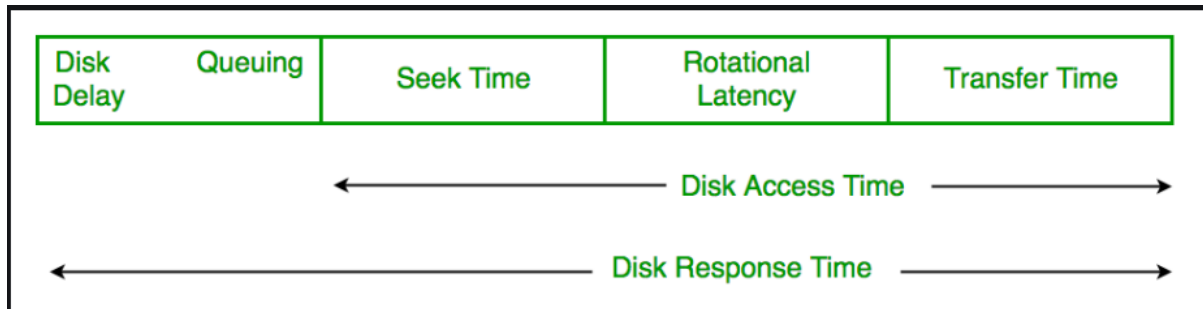 Disk Queuing
Delay
Seek Time
Rotational
Latency
Transfer Time
Disk Access Time
Disk Response Time